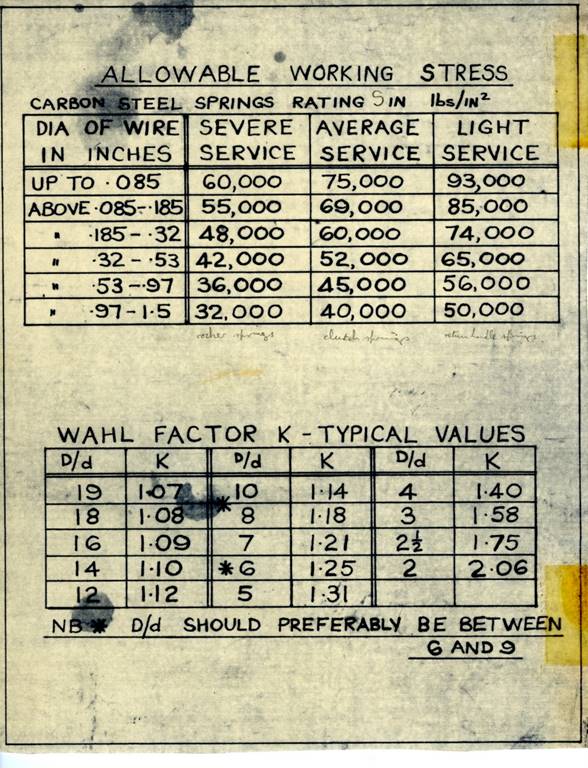 ALLOWABLE WORKING STRESS
CARBON STEEL SPRINGS RATING S IN lbs/IN²
DIA OF WIRE IN INCHES SEVERE SERVICE AVERAGE SERVICE LIGHT SERVICE
UP TO ·085 60,000 75,000 93,000
ABOVE ·085-·185 55,000 69,000 85,000
" ·185-·32 48,000 60,000 74,000
" ·32-·53 42,000 52,000 65,000
" ·53-·97 36,000 45,000 56,000
" ·97-1·5 32,000 40,000 50,000
rocker springs clutch springs return handle springs
WAHL FACTOR K - TYPICAL VALUES
D/d K D/d K D/d K
19 1·07 10 1·14 4 1·40
18 1·08 * 8 1·18 3 1·58
16 1·09 7 1·21 2½ 1·75
14 1·10 * 6 1·25 2 2·06
12 1·12 5 1·31
NB * D/d SHOULD PREFERABLY BE BETWEEN
6 AND 9